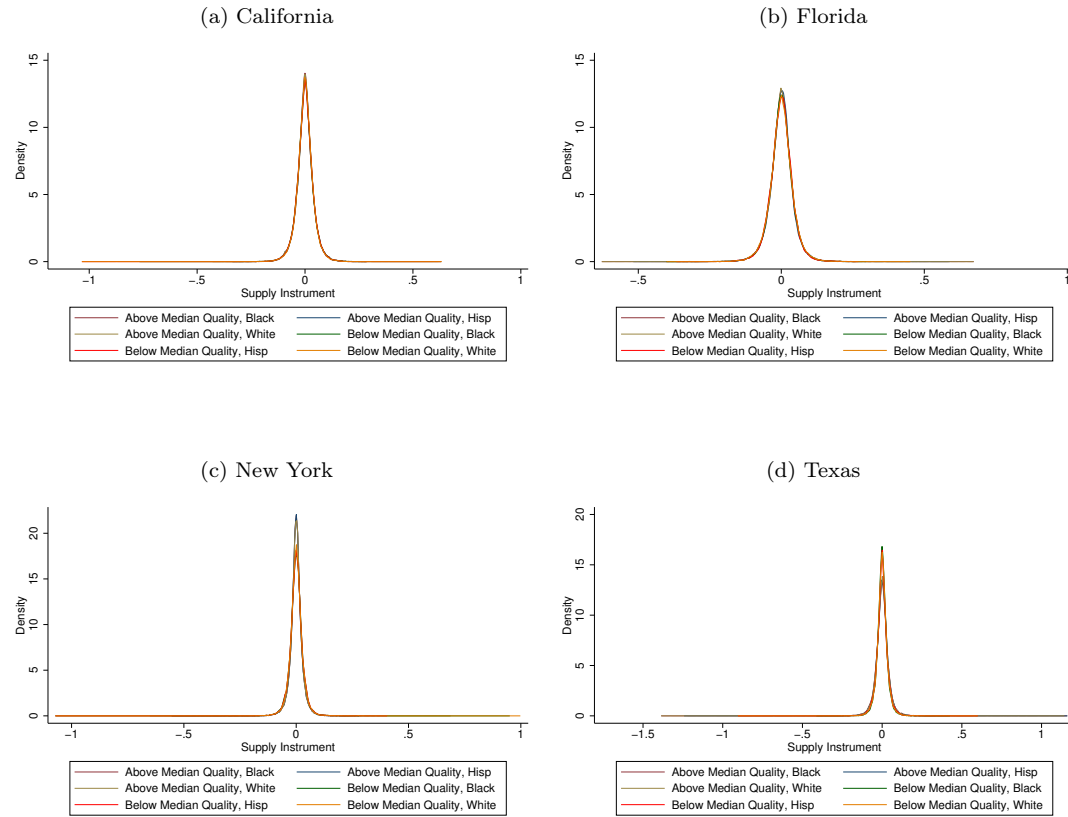 (a) California
15
10
5
0
Density
−1
−.5
0
.5
1
Supply Instrument
Above Median Quality, Black
Above Median Quality, Hisp
Above Median Quality, White
Below Median Quality, Black
Below Median Quality, Hisp
Below Median Quality, White
(b) Florida
15
10
5
0
Density
−.5
0
.5
1
Supply Instrument
Above Median Quality, Black
Above Median Quality, Hisp
Above Median Quality, White
Below Median Quality, Black
Below Median Quality, Hisp
Below Median Quality, White
(c) New York
20
15
10
5
0
Density
−1
−.5
0
.5
1
Supply Instrument
Above Median Quality, Black
Above Median Quality, Hisp
Above Median Quality, White
Below Median Quality, Black
Below Median Quality, Hisp
Below Median Quality, White
(d) Texas
20
15
10
5
0
Density
−1.5
−1
−.5
0
.5
1
Supply Instrument
Above Median Quality, Black
Above Median Quality, Hisp
Above Median Quality, White
Below Median Quality, Black
Below Median Quality, Hisp
Below Median Quality, White